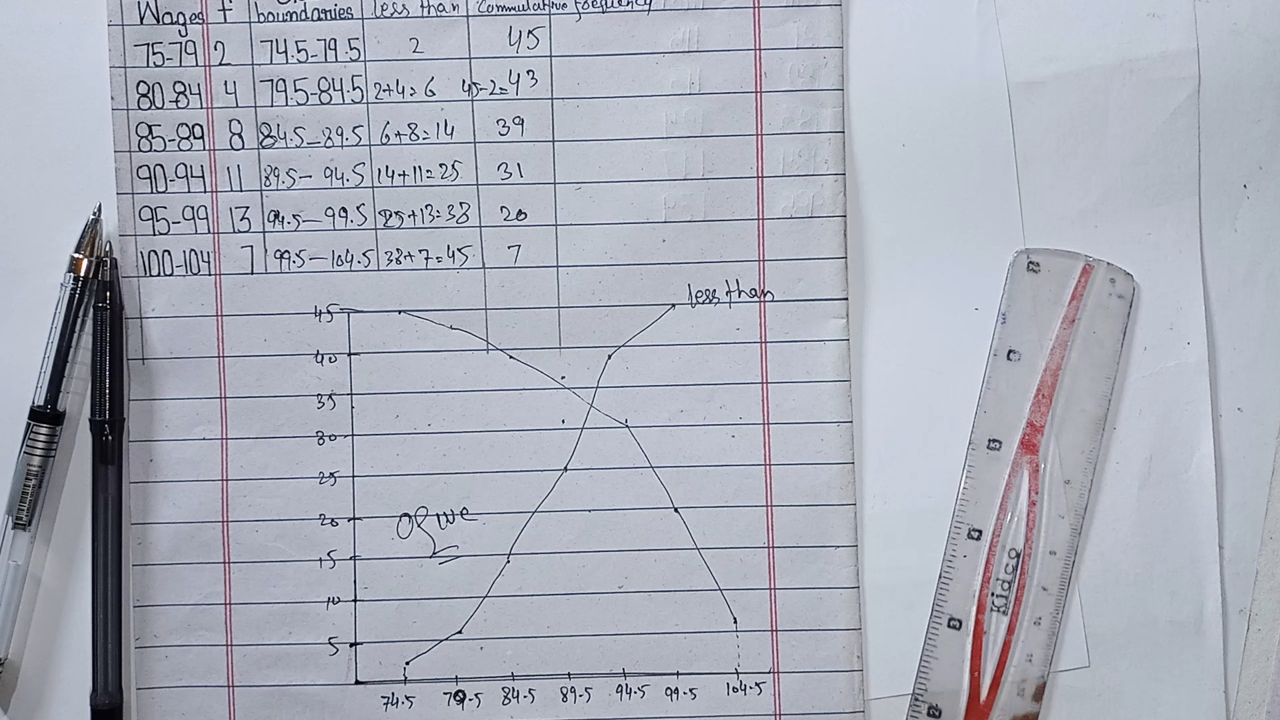 Wages f boundaries less than Commulative frequency
75-79 2 74.5-79.5 2 45
80-84 4 79.5-84.5 2+4=6 45-2=43
85-89 8 84.5-89.5 6+8=14 39
90-94 11 89.5-94.5 14+11=25 31
95-99 13 94.5-99.5 25+13=38 20
100-104 7 99.5-104.5 38+7=45 7
less than
45
40
35
30
25
20
15
10
5
74.5 79.5 84.5 89.5 94.5 99.5 104.5
Kidco